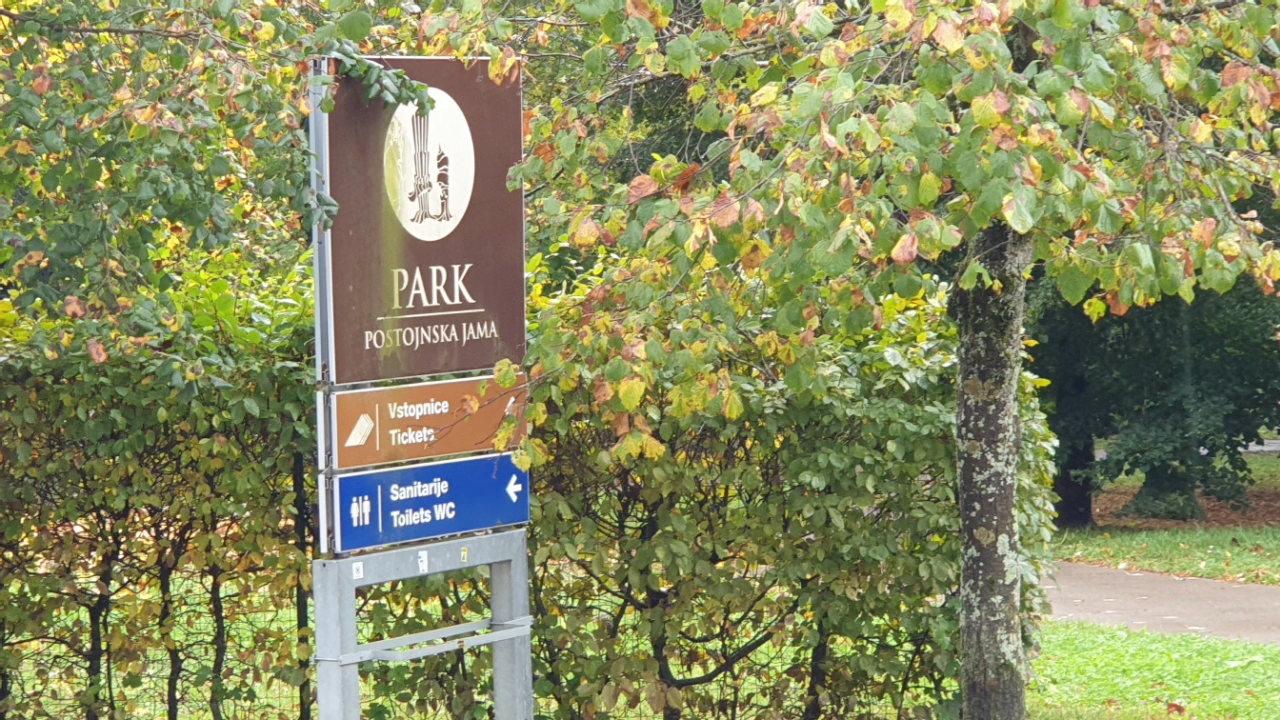 PARK
POSTOJNSKA JAMA
Vstopnice
Tickets
Sanitarije
Toilets WC